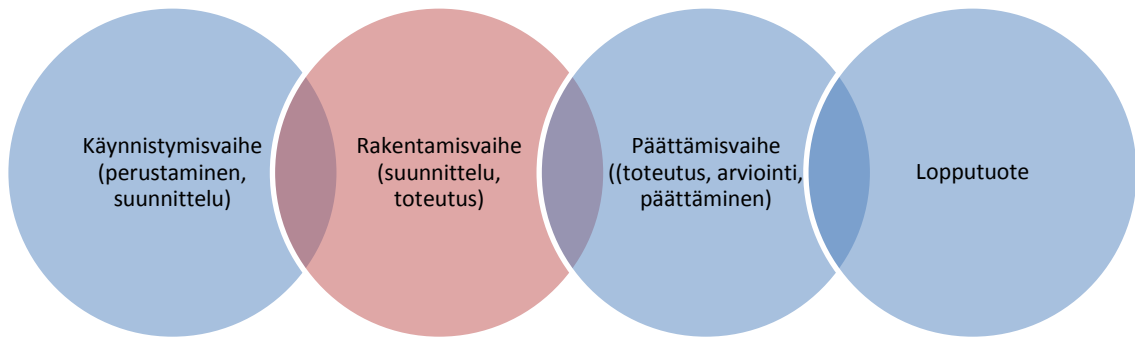 Käynnistymisvaihe
(perustaminen,
suunnittelu)
Rakentamisvaihe
(suunnittelu,
toteutus)
Päättämisvaihe
((toteutus, arviointi,
päättäminen)
Lopputuote